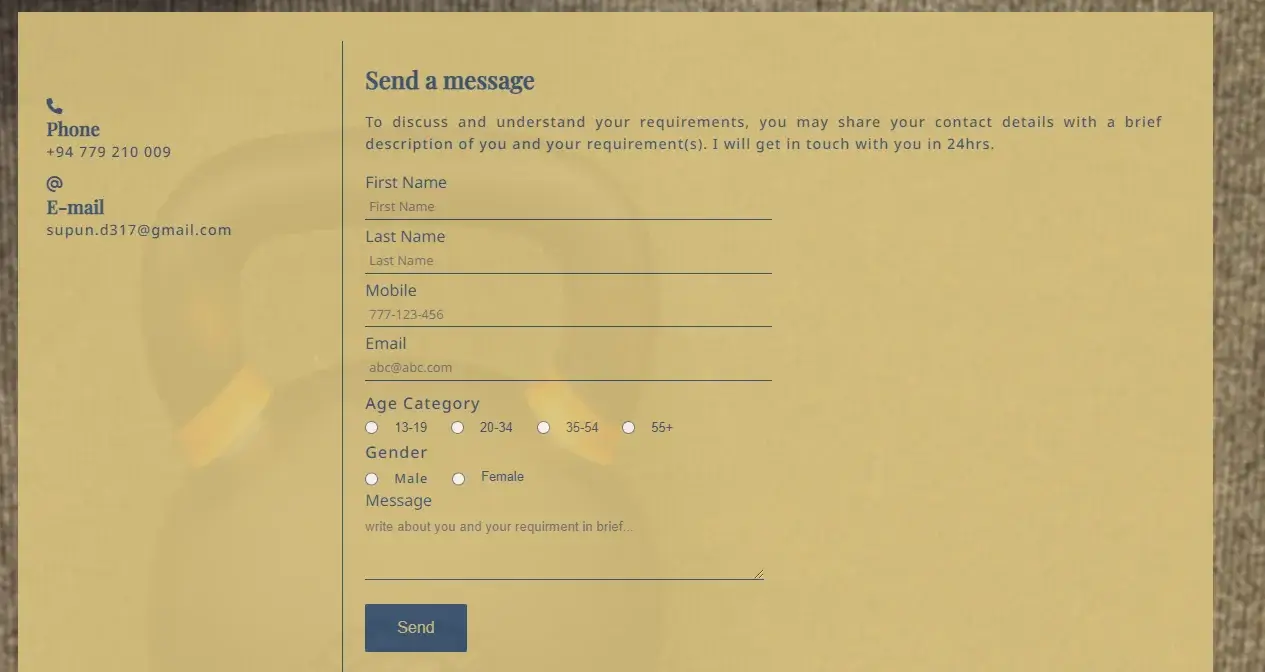 Phone
+94 779 210 009
E-mail
supun.d317@gmail.com
Send a message
To discuss and understand your requirements, you may share your contact details with a brief
description of you and your requirement(s). I will get in touch with you in 24hrs.
First Name
First Name
Last Name
Last Name
Mobile
777-123-456
Email
abc@abc.com
Age Category
13-19 20-34 35-54 55+
Gender
Male Female
Message
write about you and your requirment in brief...
Send